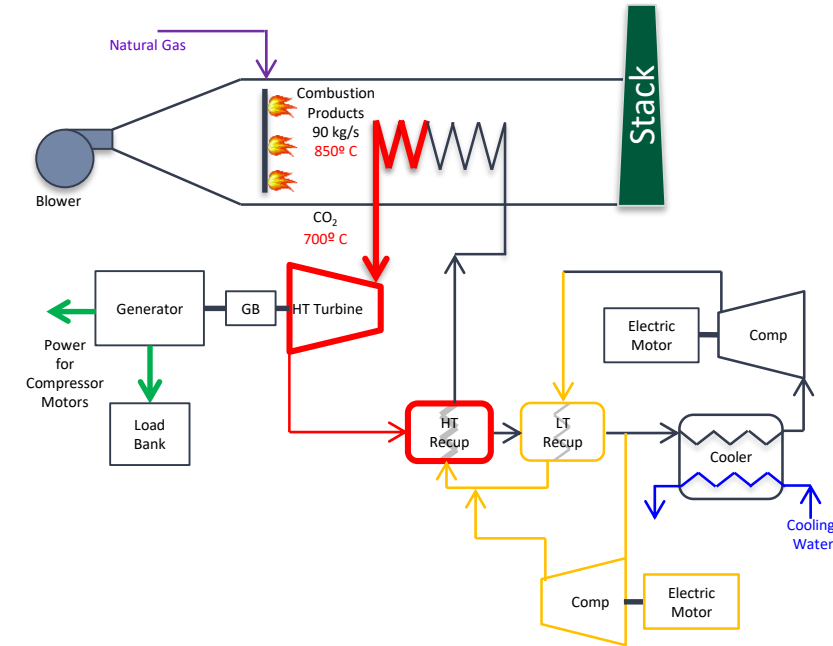 Natural Gas
Combustion
Products
90 kg/s
850º C
Stack
Blower
CO₂
700º C
Generator
GB
HT Turbine
Electric
Motor
Comp
Power
for
Compressor
Motors
Load
Bank
HT
Recup
LT
Recup
Cooler
Cooling
Water
Comp
Electric
Motor